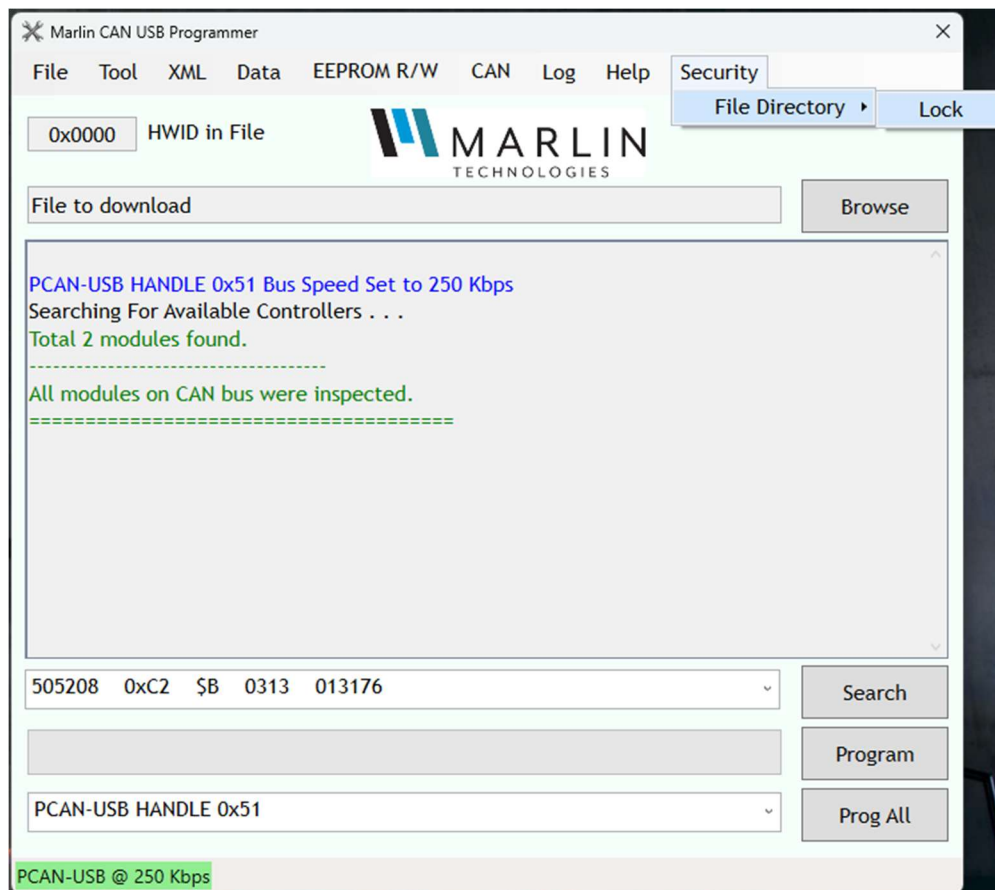 Marlin CAN USB Programmer
File Tool XML Data EEPROM R/W CAN Log Help Security
File Directory Lock
0x0000 HWID in File
MARLIN
TECHNOLOGIES
File to download Browse
PCAN-USB HANDLE 0x51 Bus Speed Set to 250 Kbps
Searching For Available Controllers . . .
Total 2 modules found.
------------------------------------
All modules on CAN bus were inspected.
======================================
505208 0xC2 $B 0313 013176 Search
Program
PCAN-USB HANDLE 0x51 Prog All
PCAN-USB @ 250 Kbps